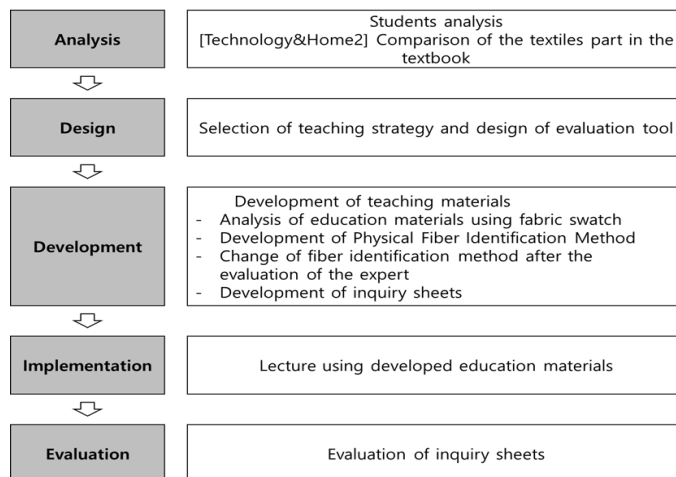 Analysis
Students analysis
[Technology&Home2] Comparison of the textiles part in the
textbook
Design
Selection of teaching strategy and design of evaluation tool
Development
Development of teaching materials
- Analysis of education materials using fabric swatch
- Development of Physical Fiber Identification Method
- Change of fiber identification method after the
evaluation of the expert
- Development of inquiry sheets
Implementation
Lecture using developed education materials
Evaluation
Evaluation of inquiry sheets